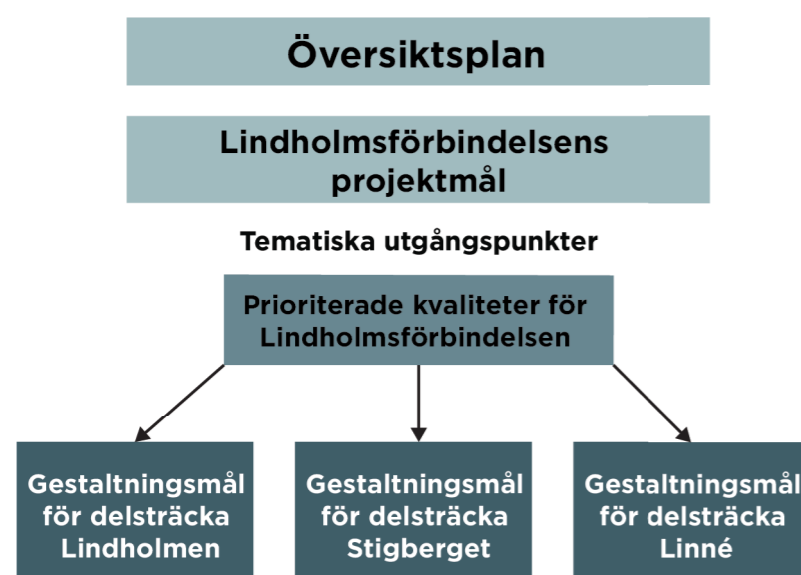 Översiktsplan
Lindholmsförbindelsens
projektmål
Tematiska utgångspunkter
Prioriterade kvaliteter för
Lindholmsförbindelsen
Gestaltningsmål
för delsträcka
Lindholmen
Gestaltningsmål
för delsträcka
Stigberget
Gestaltningsmål
för delsträcka
Linné